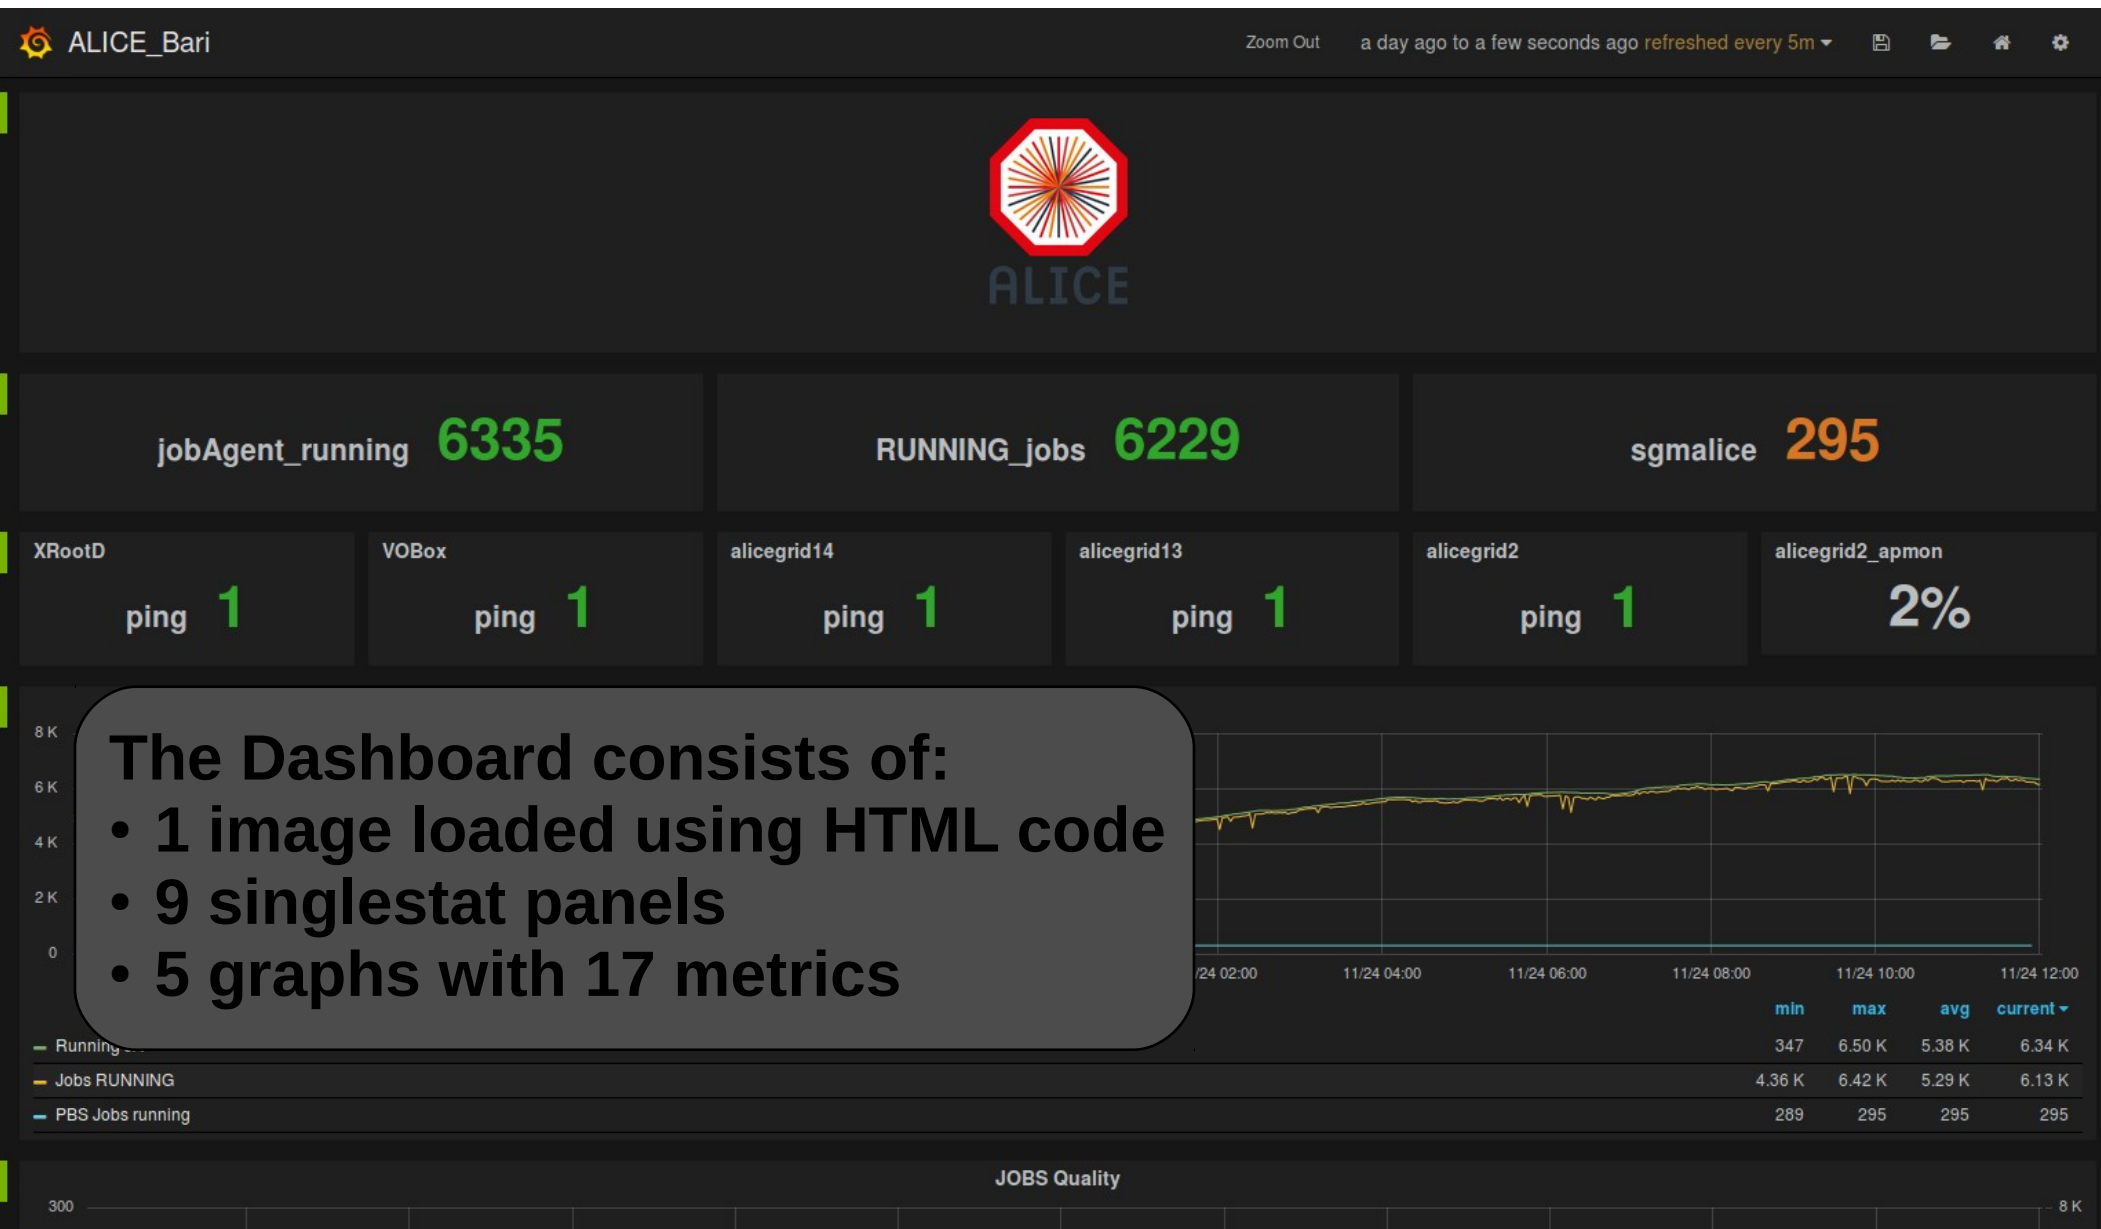 ALICE_Bari
Zoom Out a day ago to a few seconds ago refreshed every 5m
ALICE
jobAgent_running 6335
RUNNING_jobs 6229
sgmalice 295
XRootD
ping 1
VOBox
ping 1
alicegrid14
ping 1
alicegrid13
ping 1
alicegrid2
ping 1
alicegrid2_apmon
2%
8 K
6 K
4 K
2 K
0
The Dashboard consists of:
• 1 image loaded using HTML code
• 9 singlestat panels
• 5 graphs with 17 metrics
/24 02:00 11/24 04:00 11/24 06:00 11/24 08:00 11/24 10:00 11/24 12:00
min max avg current
Running 347 6.50 K 5.38 K 6.34 K
Jobs RUNNING 4.36 K 6.42 K 5.29 K 6.13 K
PBS Jobs running 289 295 295 295
JOBS Quality
300 8 K